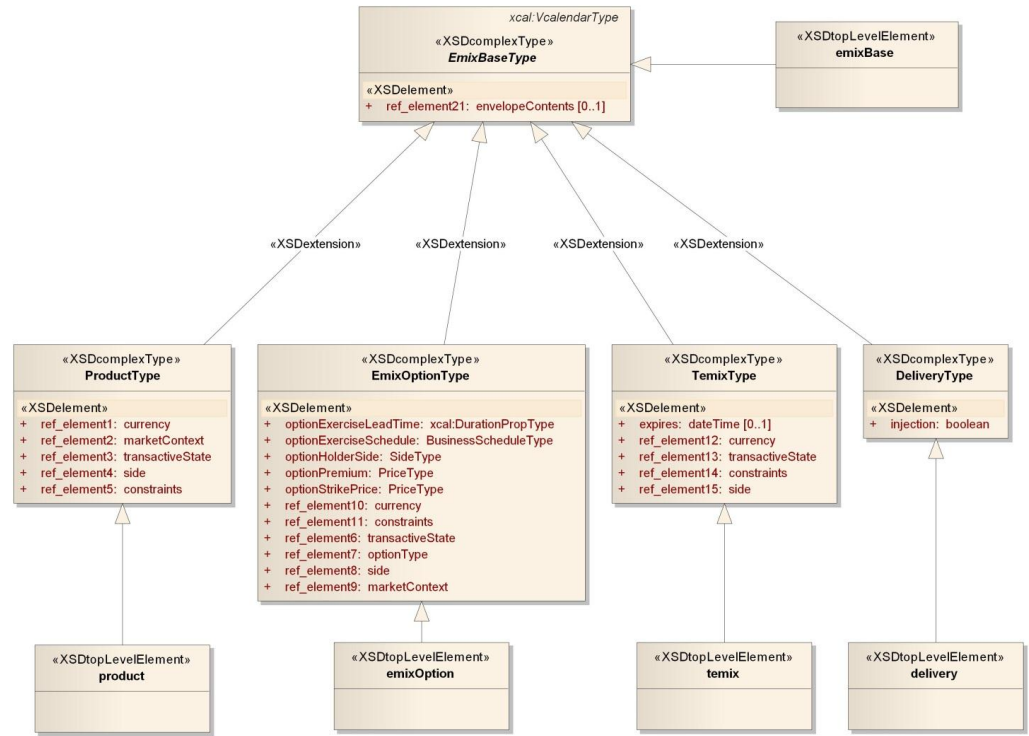 xcal:VcalendarType
«XSDcomplexType»
EmixBaseType
«XSDelement»
+ ref_element21: envelopeContents [0..1]
«XSDtopLevelElement»
emixBase
«XSDextension»
«XSDextension»
«XSDextension»
«XSDextension»
«XSDcomplexType»
ProductType
«XSDelement»
+ ref_element1: currency
+ ref_element2: marketContext
+ ref_element3: transactiveState
+ ref_element4: side
+ ref_element5: constraints
«XSDcomplexType»
EmixOptionType
«XSDelement»
+ optionExerciseLeadTime: xcal:DurationPropType
+ optionExerciseSchedule: BusinessScheduleType
+ optionHolderSide: SideType
+ optionPremium: PriceType
+ optionStrikePrice: PriceType
+ ref_element10: currency
+ ref_element11: constraints
+ ref_element6: transactiveState
+ ref_element7: optionType
+ ref_element8: side
+ ref_element9: marketContext
«XSDcomplexType»
TemixType
«XSDelement»
+ expires: dateTime [0..1]
+ ref_element12: currency
+ ref_element13: transactiveState
+ ref_element14: constraints
+ ref_element15: side
«XSDcomplexType»
DeliveryType
«XSDelement»
+ injection: boolean
«XSDtopLevelElement»
product
«XSDtopLevelElement»
emixOption
«XSDtopLevelElement»
temix
«XSDtopLevelElement»
delivery